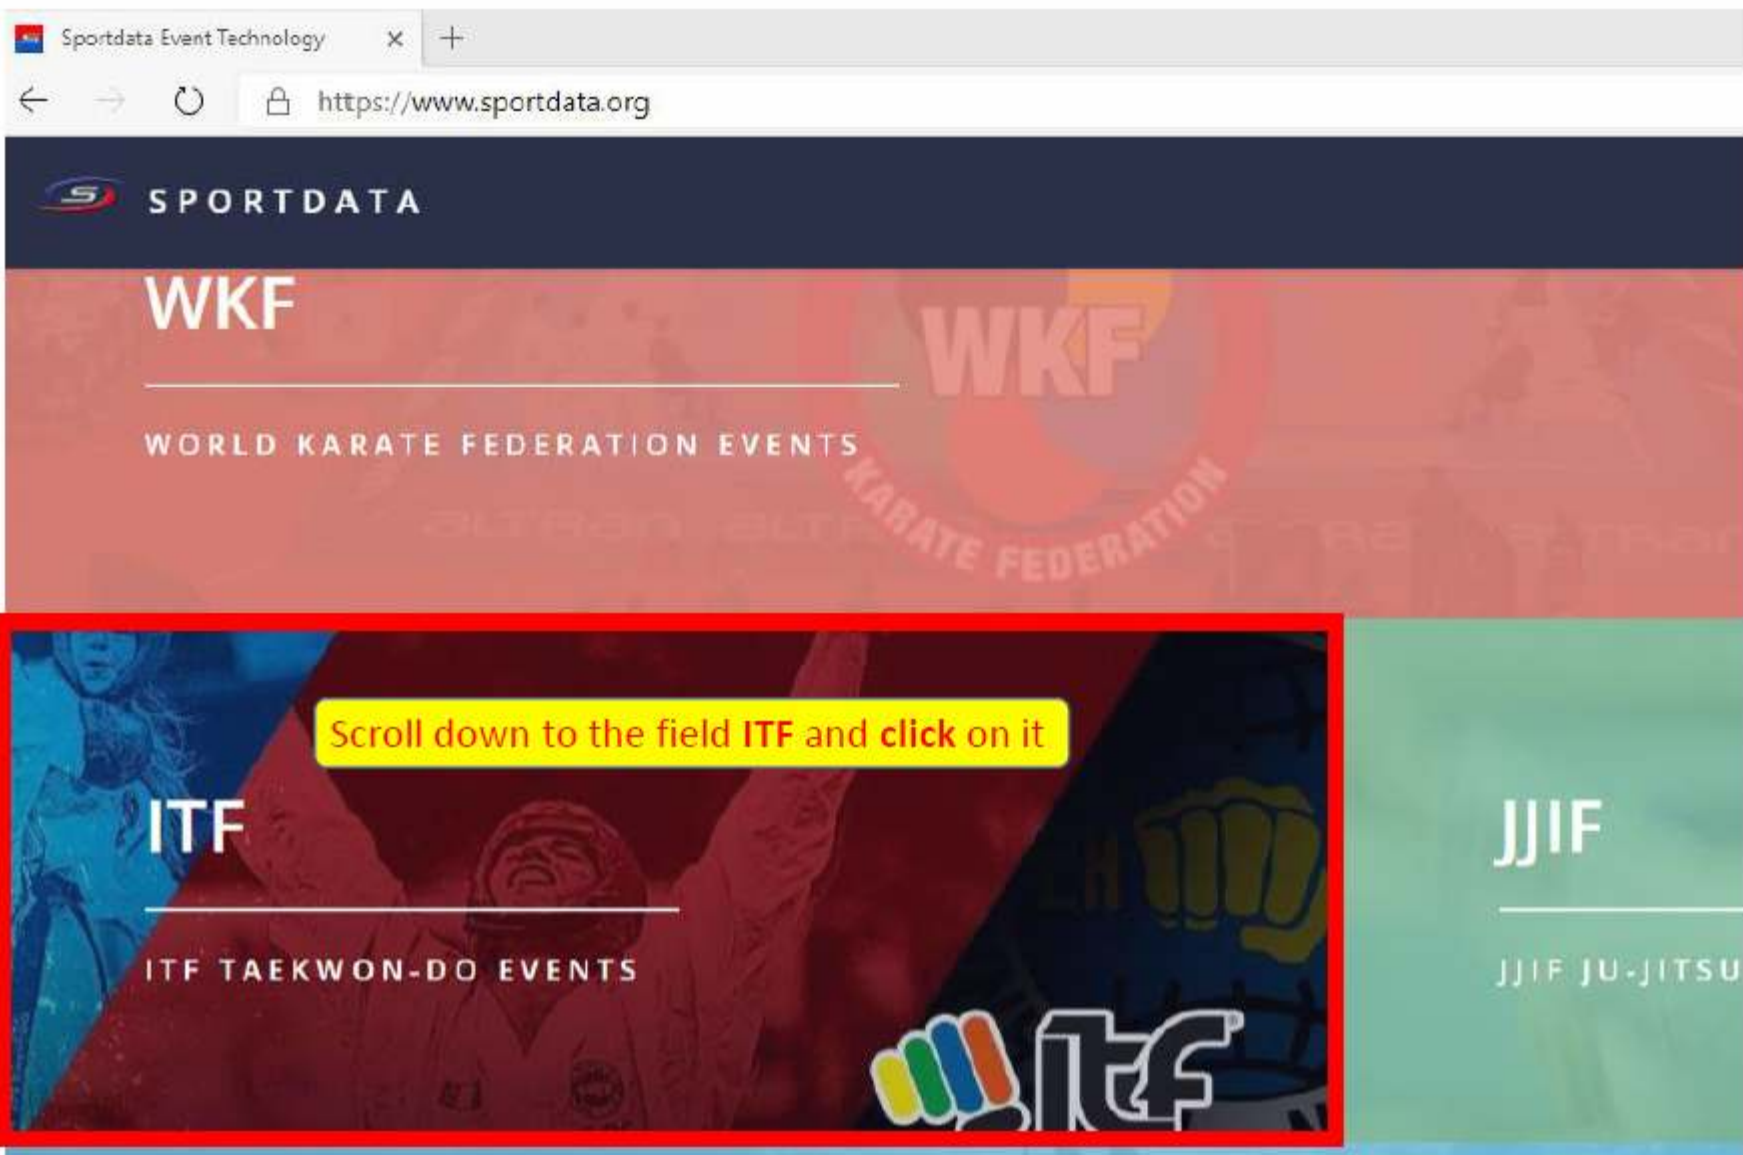 Sportdata Event Technology
https://www.sportdata.org
SPORTDATA
WKF
WKF
WORLD KARATE FEDERATION EVENTS
KARATE FEDERATION
altran
Scroll down to the field ITF and click on it
ITF
JJIF
ITF TAEKWON-DO EVENTS
JJIF JU-JITSU
itf